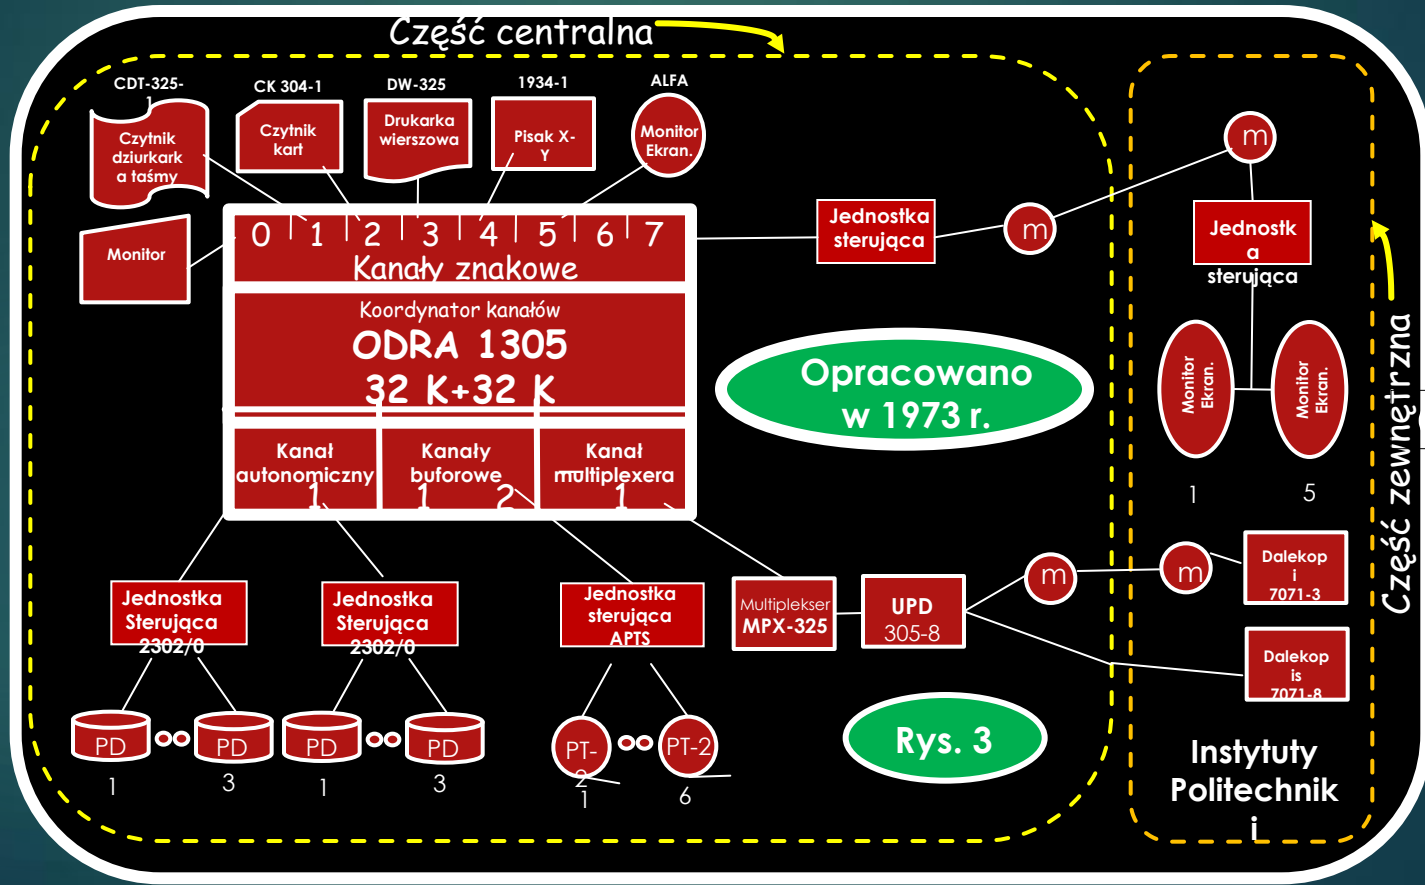 Część centralna
CDT-325-
1
CK 304-1
DW-325
1934-1
ALFA
Czytnik
dziurkark
a taśmy
Czytnik
kart
Drukarka
wierszowa
Pisak X-
Y
Monitor
Ekran.
m
Monitor
0 1 2 3 4 5 6 7
Kanały znakowe
Jednostka
sterująca
m
Jednostk
a
sterująca
Koordynator kanałów
ODRA 1305
32 K+32 K
Opracowano
w 1973 r.
Monitor
Ekran.
Monitor
Ekran.
1
5
Część zewnętrzna
Kanał
autonomiczny
1
Kanały
buforowe
1 2
Kanał
multiplexera
1
Jednostka
Sterująca
2302/0
Jednostka
Sterująca
2302/0
Jednostka
sterująca
APTS
Multiplekser
MPX-325
UPD
305-8
m
m
Dalekop
i
7071-3
Dalekop
is
7071-8
PD
1
PD
3
PD
1
PD
3
PT-
2
1
PT-2
6
Rys. 3
Instytuty
Politechnik
i